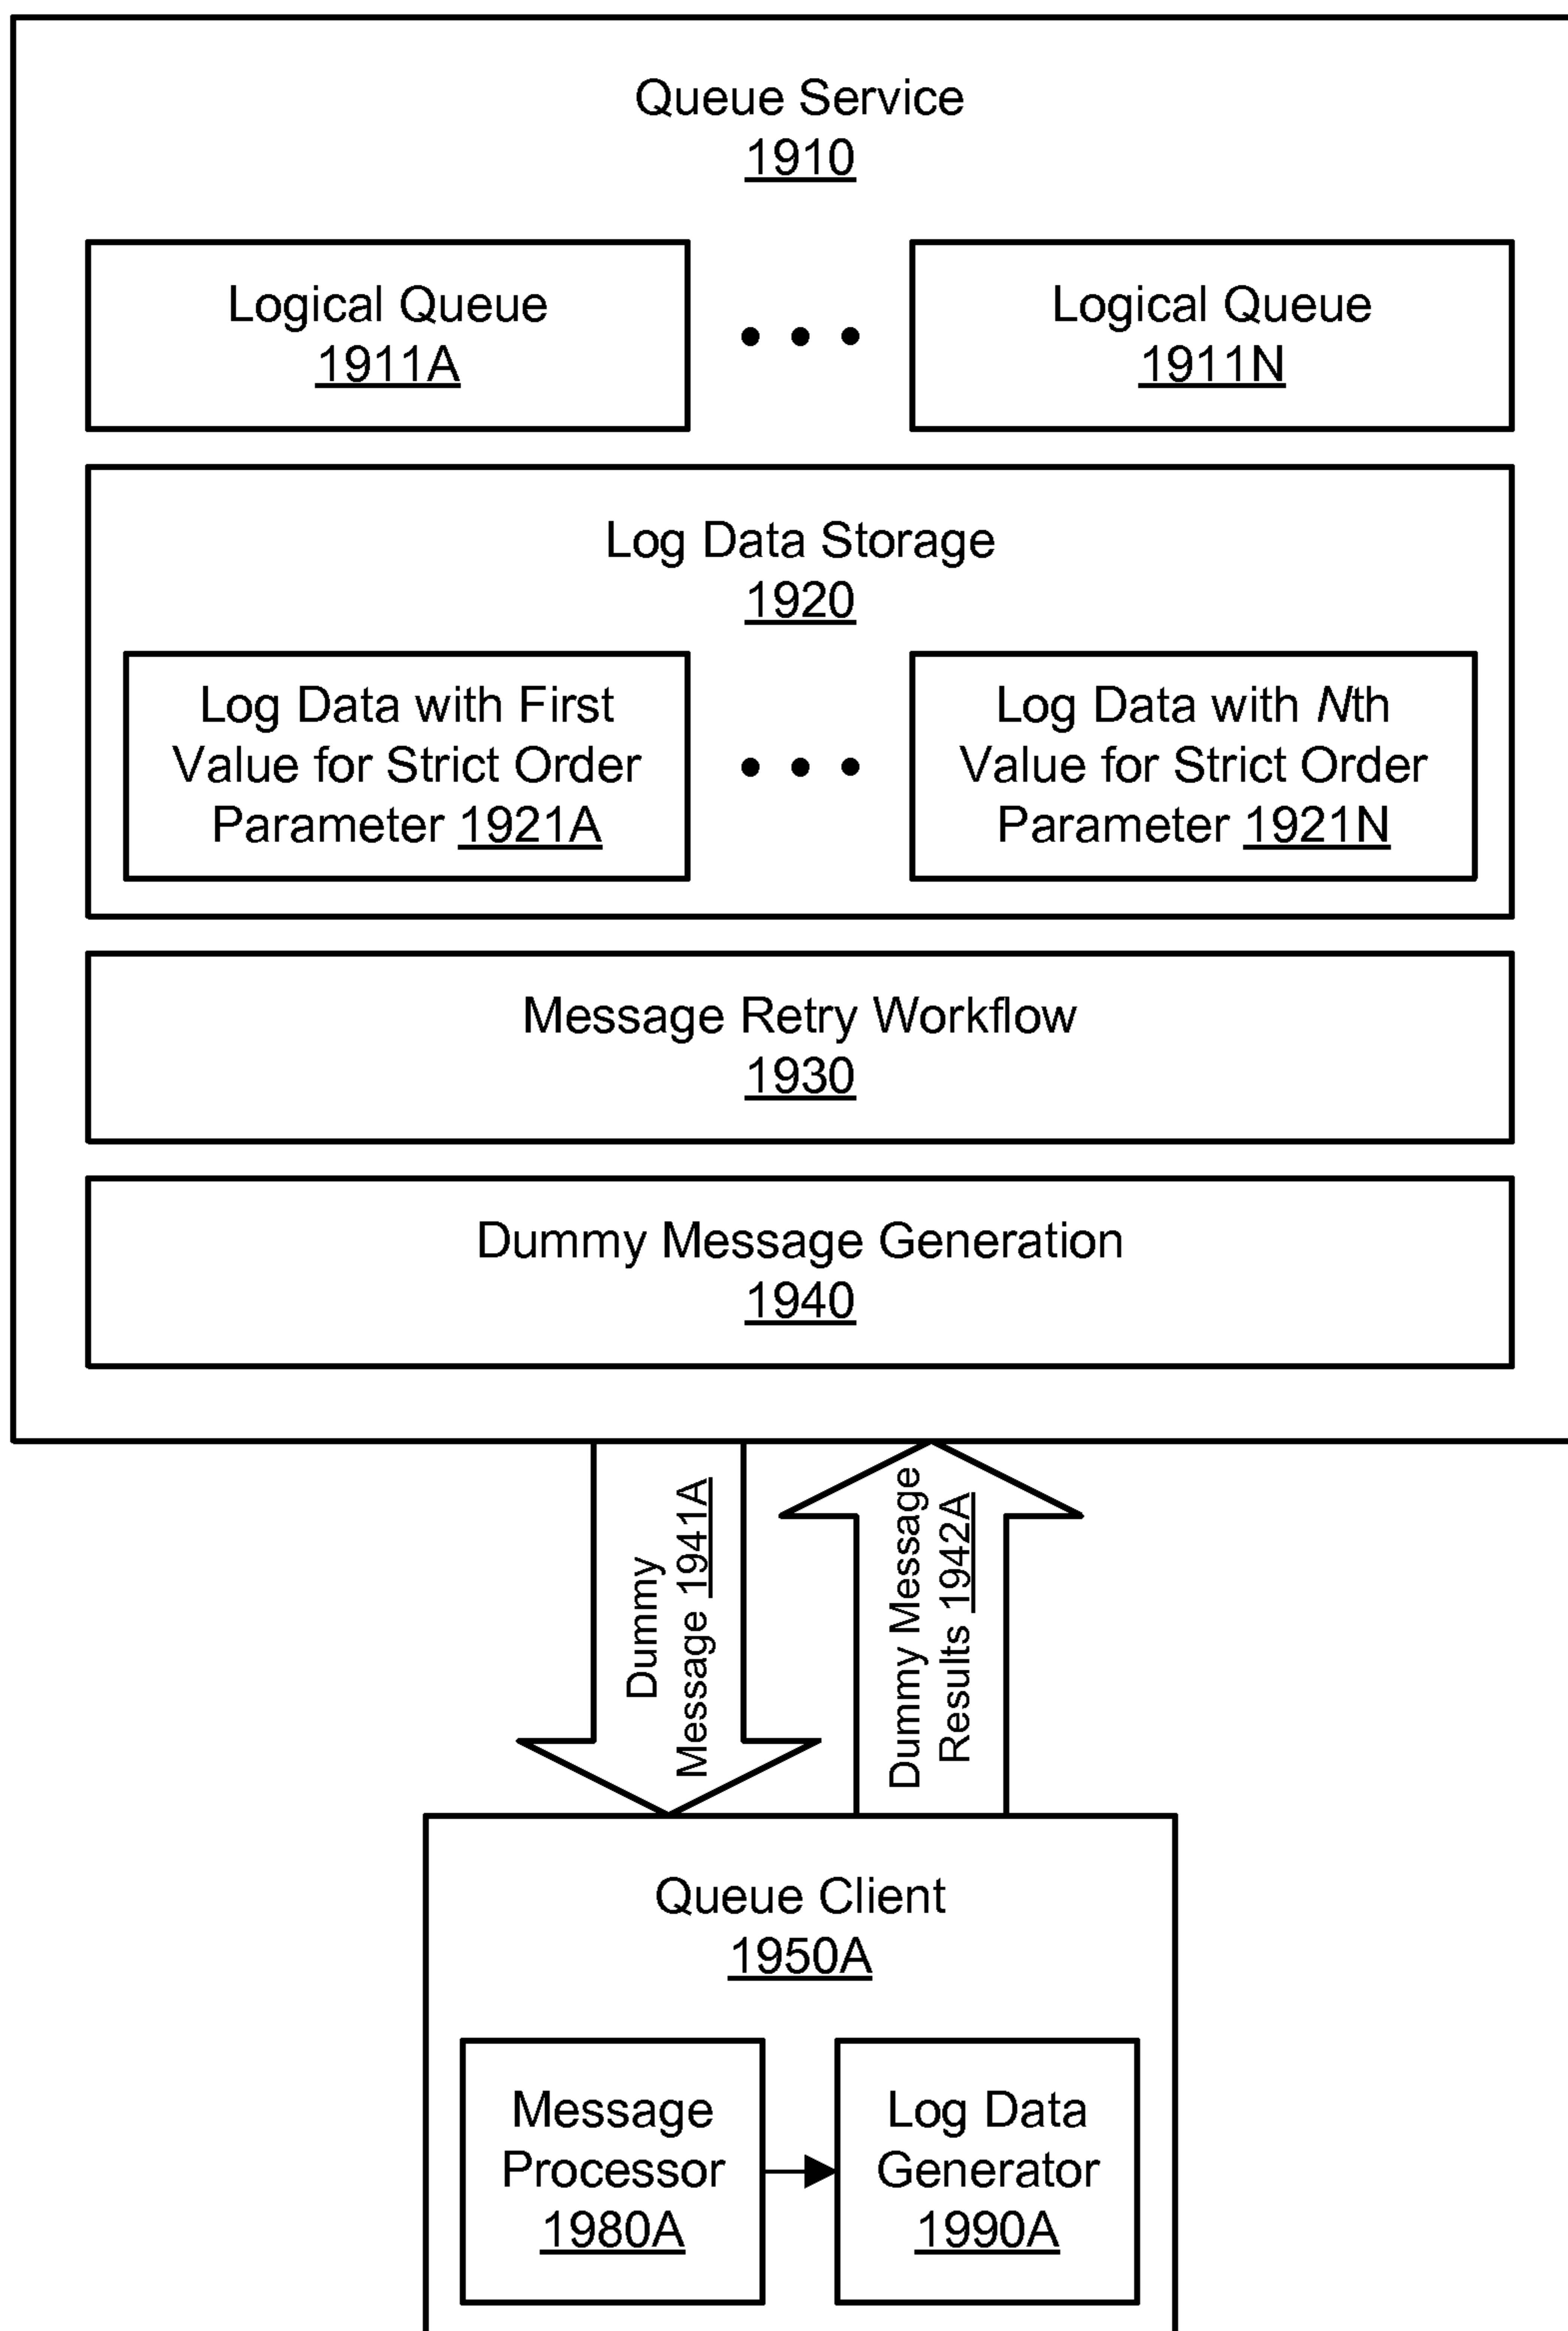 Queue Service
1910
Logical Queue
1911A
Logical Queue
1911N
Log Data Storage
1920
Log Data with First
Value for Strict Order
Parameter 1921A
Log Data with Nth
Value for Strict Order
Parameter 1921N
Message Retry Workflow
1930
Dummy Message Generation
1940
Dummy
Message 1941A
Dummy Message
Results 1942A
Queue Client
1950A
Message
Processor
1980A
Log Data
Generator
1990A